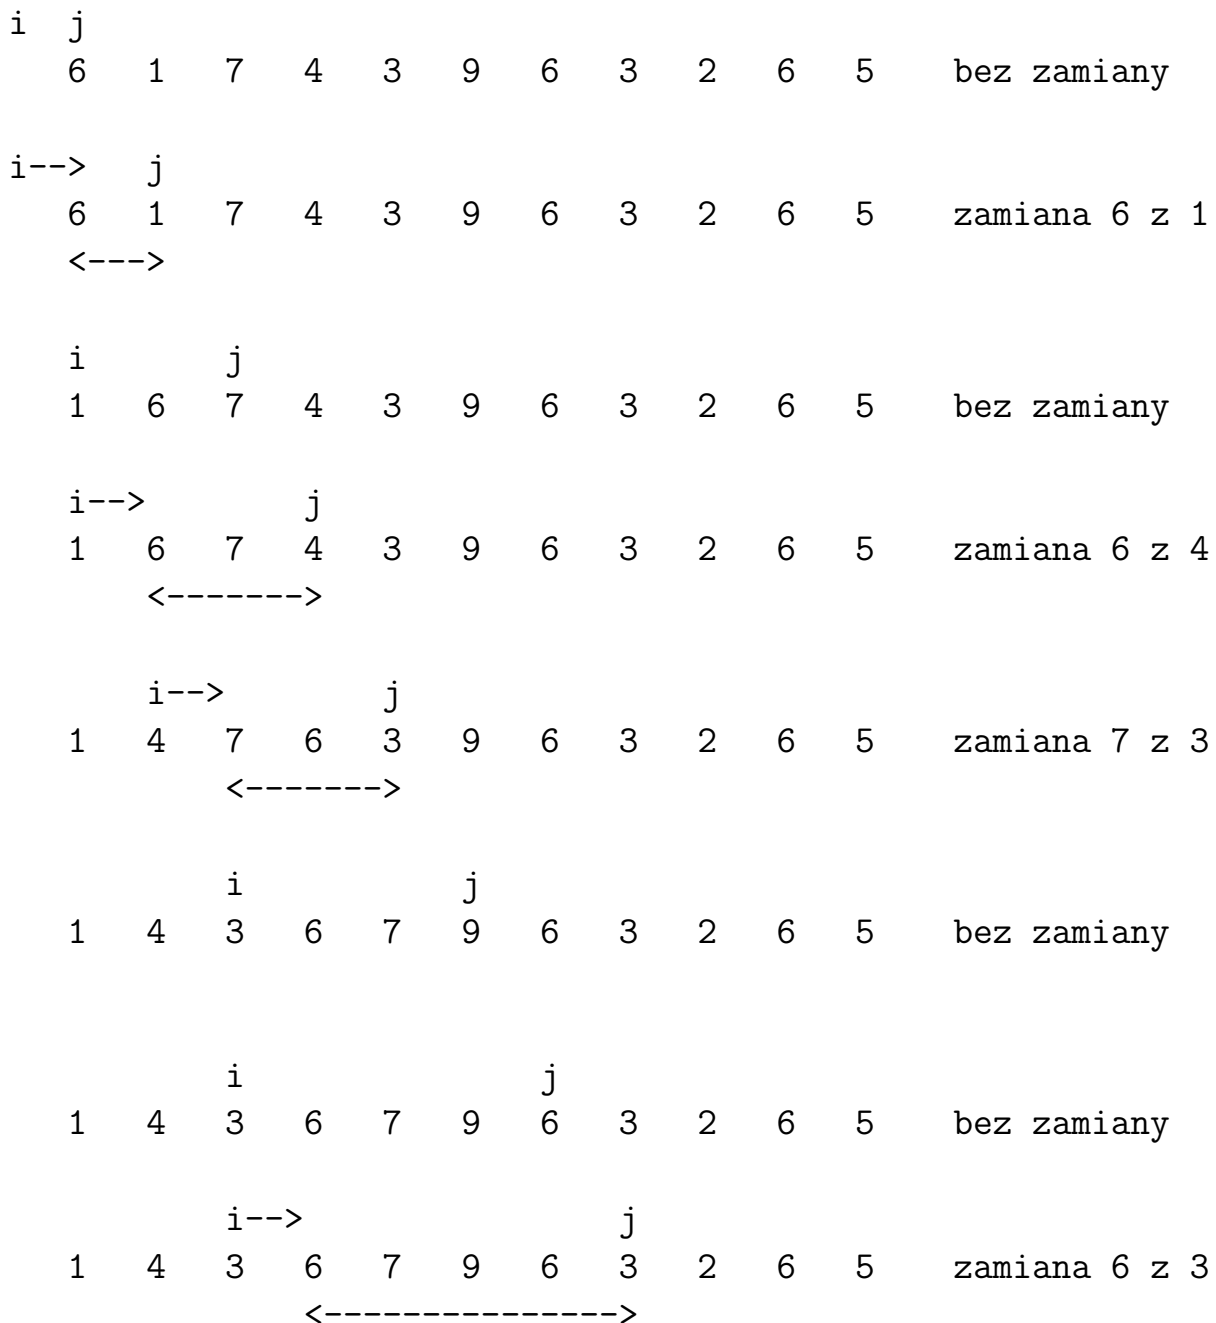 i  j
   6   1   7   4   3   9   6   3   2   6   5    bez zamiany
i-->   j
   6   1   7   4   3   9   6   3   2   6   5    zamiana 6 z 1
   <--->
   i       j
   1   6   7   4   3   9   6   3   2   6   5    bez zamiany
   i-->        j
   1   6   7   4   3   9   6   3   2   6   5    zamiana 6 z 4
       <------->
       i-->        j
   1   4   7   6   3   9   6   3   2   6   5    zamiana 7 z 3
           <------->
           i           j
   1   4   3   6   7   9   6   3   2   6   5    bez zamiany
           i               j
   1   4   3   6   7   9   6   3   2   6   5    bez zamiany
           i-->                j
   1   4   3   6   7   9   6   3   2   6   5    zamiana 6 z 3
               <--------------->